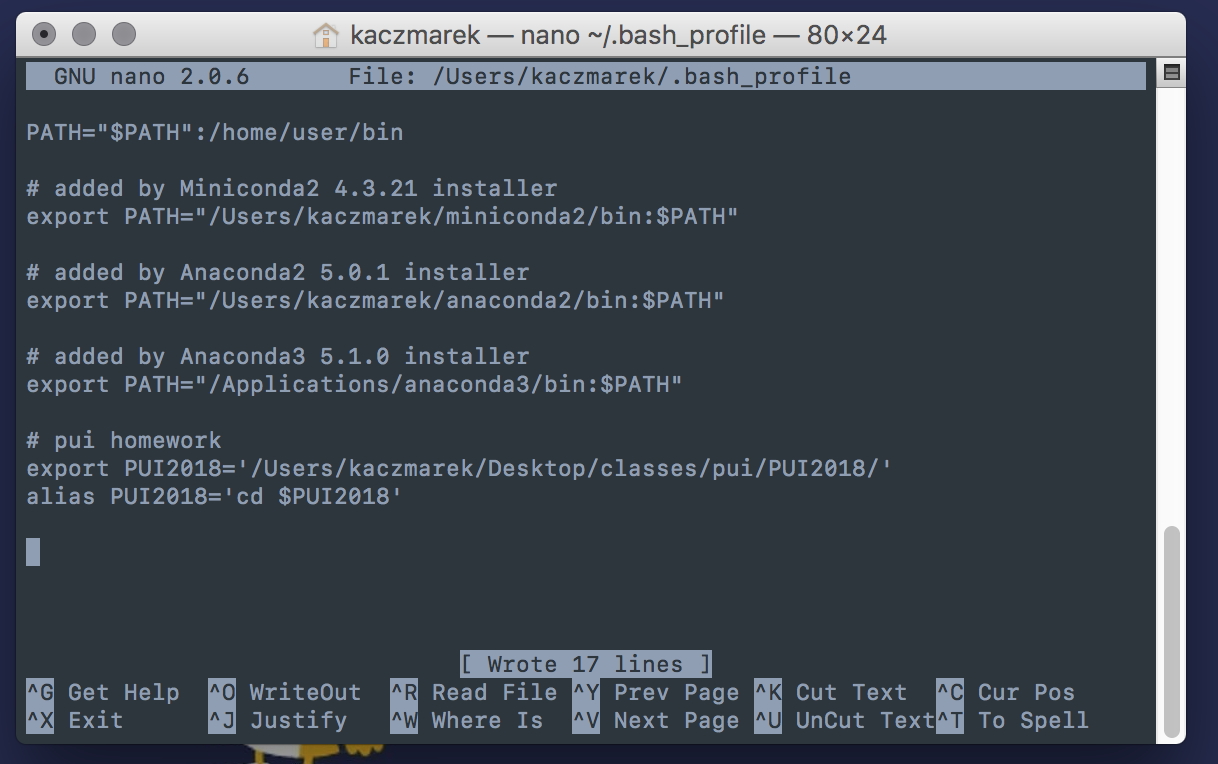 kaczmarek — nano ~/.bash_profile — 80×24
GNU nano 2.0.6 File: /Users/kaczmarek/.bash_profile
PATH="$PATH":/home/user/bin
# added by Miniconda2 4.3.21 installer
export PATH="/Users/kaczmarek/miniconda2/bin:$PATH"
# added by Anaconda2 5.0.1 installer
export PATH="/Users/kaczmarek/anaconda2/bin:$PATH"
# added by Anaconda3 5.1.0 installer
export PATH="/Applications/anaconda3/bin:$PATH"
# pui homework
export PUI2018='/Users/kaczmarek/Desktop/classes/pui/PUI2018/'
alias PUI2018='cd $PUI2018'
[ Wrote 17 lines ]
^G Get Help ^O WriteOut ^R Read File ^Y Prev Page ^K Cut Text ^C Cur Pos
^X Exit ^J Justify ^W Where Is ^V Next Page ^U UnCut Text^T To Spell